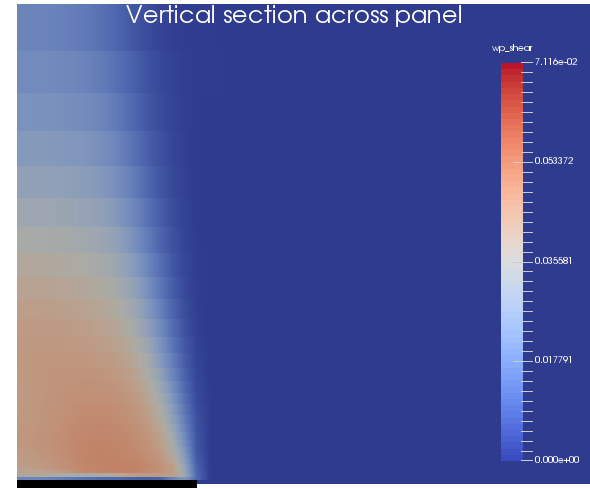 Vertical section across panel
wp_shear
7.116e-02
0.053372
0.035581
0.017791
0.000e+00